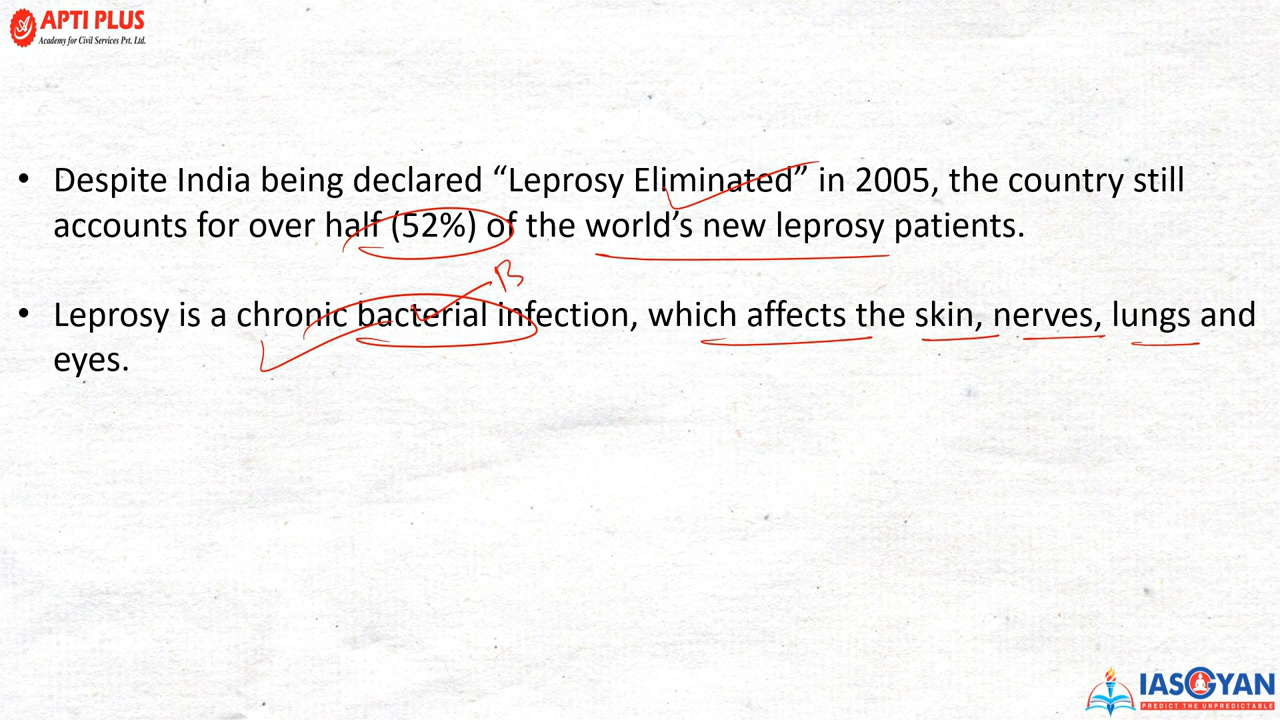 APTI PLUS
Academy for Civil Services Pvt. Ltd.
• Despite India being declared “Leprosy Eliminated” in 2005, the country still
accounts for over half (52%) of the world’s new leprosy patients.
B
• Leprosy is a chronic bacterial infection, which affects the skin, nerves, lungs and
eyes.
IASGYAN
PREDICT THE UNPREDICTABLE